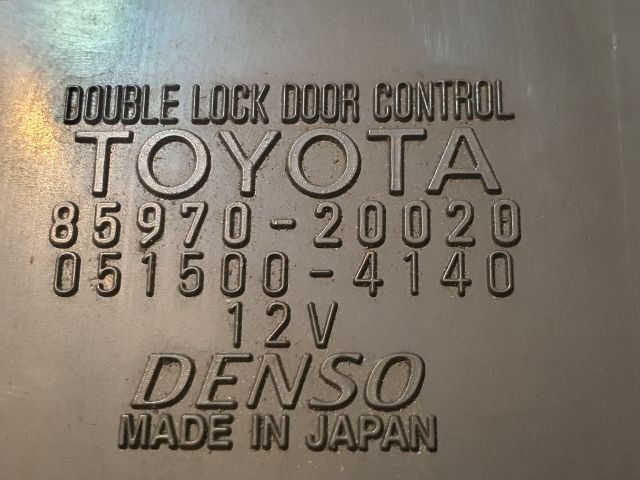 DOUBLE LOCK DOOR CONTROL
TOYOTA
85970-20020
051500-4140
12V
DENSO
MADE IN JAPAN